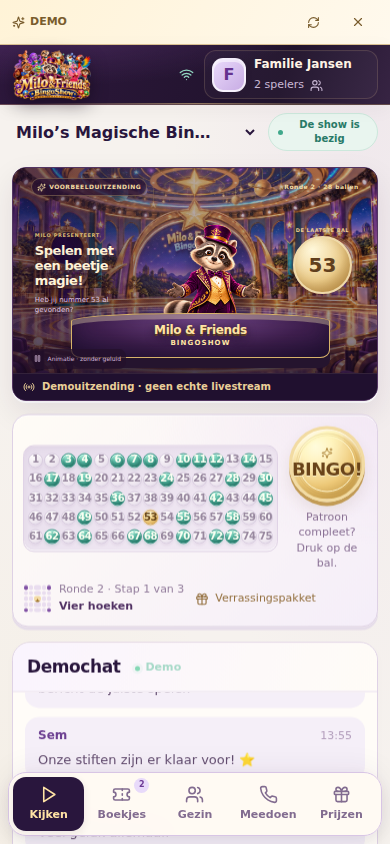 DEMO
Milo & Friends
BingoShow
F
Familie Jansen
2 spelers
Milo's Magische Bin...
De show is
bezig
VOORBEELDUITZENDING
Ronde 2 · 28 ballen
MILO PRESENTEERT
Spelen met
een beetje
magie!
Heb jij nummer 53 al
gevonden?
DE LAATSTE BAL
53
Milo & Friends
BINGOSHOW
Animatie · zonder geluid
Demouitzending · geen echte livestream
1 2 3 4 5 6 7 8 9 10 11 12 13 14 15
16 17 18 19 20 21 22 23 24 25 26 27 28 29 30
31 32 33 34 35 36 37 38 39 40 41 42 43 44 45
46 47 48 49 50 51 52 53 54 55 56 57 58 59 60
61 62 63 64 65 66 67 68 69 70 71 72 73 74 75
BINGO!
Patroon
compleet?
Druk op de
bal.
Ronde 2 · Stap 1 van 3
Vier hoeken
Verrassingspakket
Demochat
Demo
Sem
13:55
Onze stiften zijn er klaar voor! ⭐
Kijken
Boekjes
2
Gezin
Meedoen
Prijzen